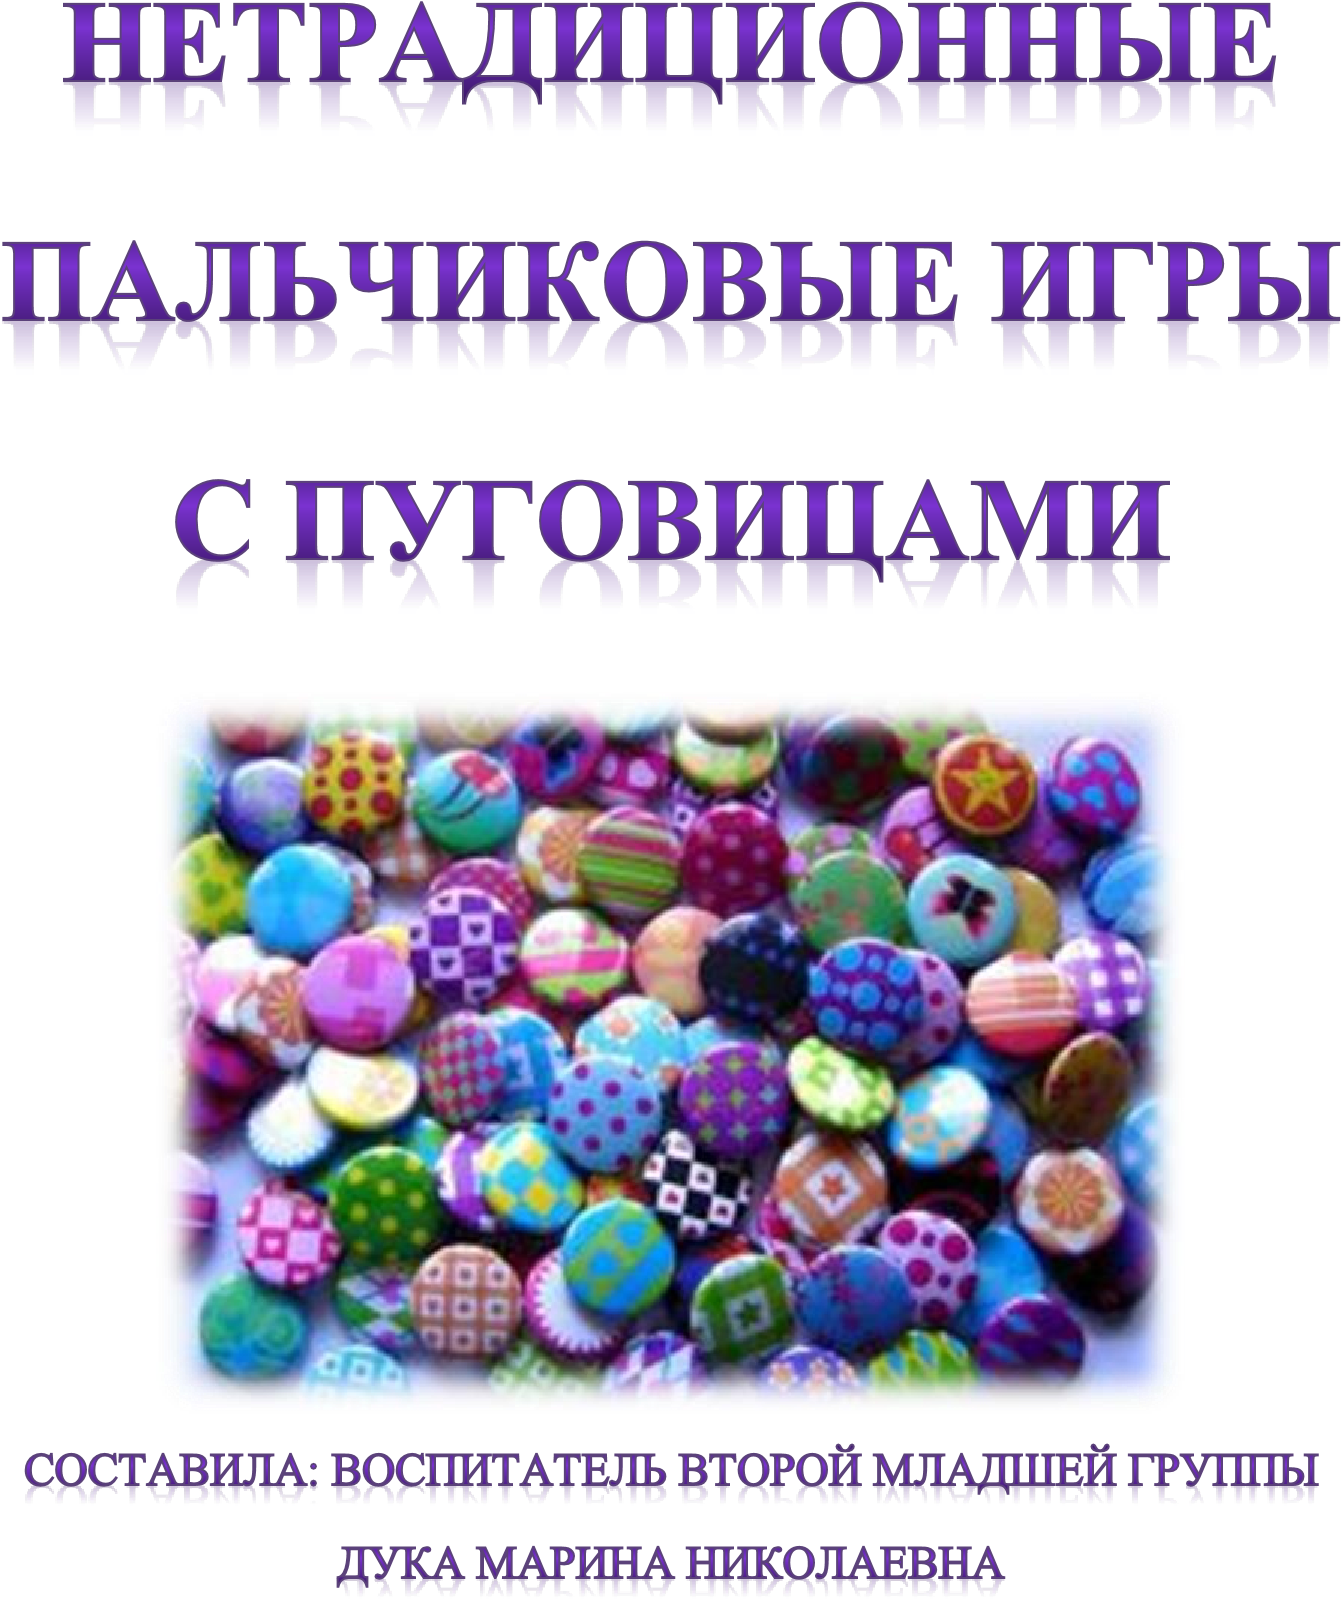 НЕТРАДИЦИОННЫЕ
ПАЛЬЧИКОВЫЕ ИГРЫ
С ПУГОВИЦАМИ
СОСТАВИЛА: ВОСПИТАТЕЛЬ ВТОРОЙ МЛАДШЕЙ ГРУППЫ
ДУКА МАРИНА НИКОЛАЕВНА